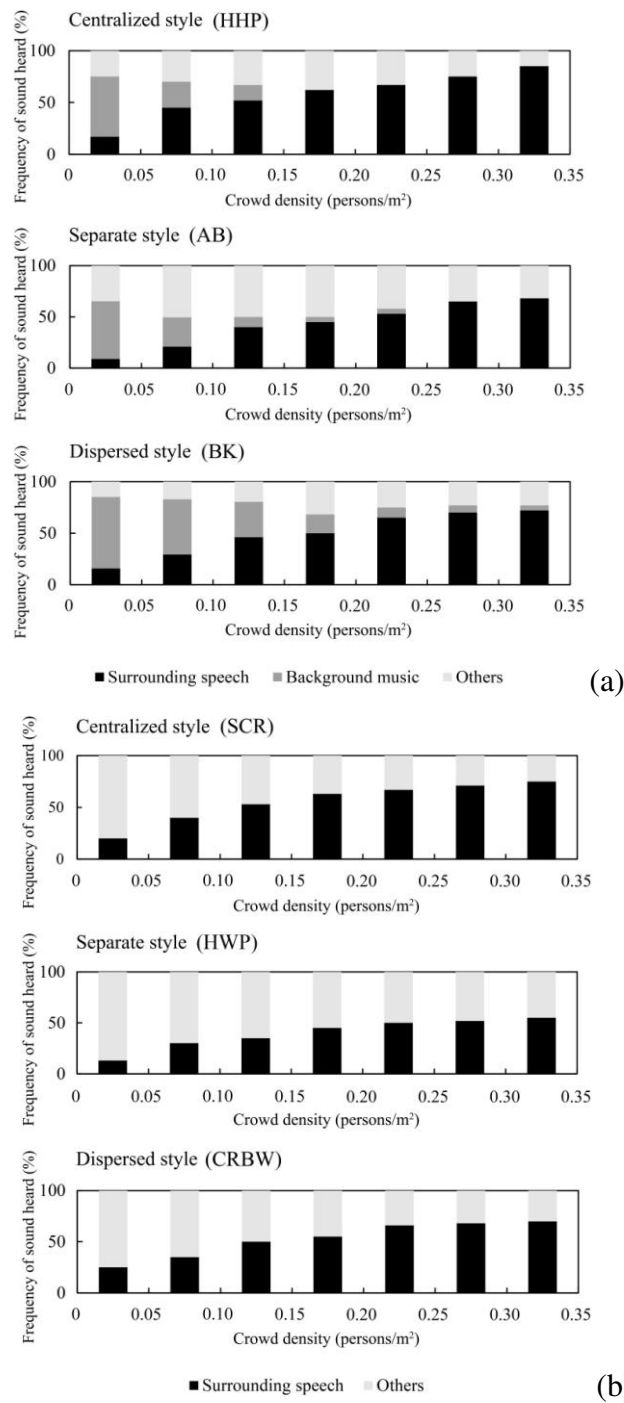 Centralized style (HHP)
Frequency of sound heard (%)
100
50
0
0 0.05 0.10 0.15 0.20 0.25 0.30 0.35
Crowd density (persons/m²)
Separate style (AB)
Frequency of sound heard (%)
100
50
0
0 0.05 0.10 0.15 0.20 0.25 0.30 0.35
Crowd density (persons/m²)
Dispersed style (BK)
Frequency of sound heard (%)
100
50
0
0 0.05 0.10 0.15 0.20 0.25 0.30 0.35
Crowd density (persons/m²)
Surrounding speech Background music Others
(a)
Centralized style (SCR)
Frequency of sound heard (%)
100
50
0
0 0.05 0.10 0.15 0.20 0.25 0.30 0.35
Crowd density (persons/m²)
Separate style (HWP)
Frequency of sound heard (%)
100
50
0
0 0.05 0.10 0.15 0.20 0.25 0.30 0.35
Crowd density (persons/m²)
Dispersed style (CRBW)
Frequency of sound heard (%)
100
50
0
0 0.05 0.10 0.15 0.20 0.25 0.30 0.35
Crowd density (persons/m²)
Surrounding speech Others
(b